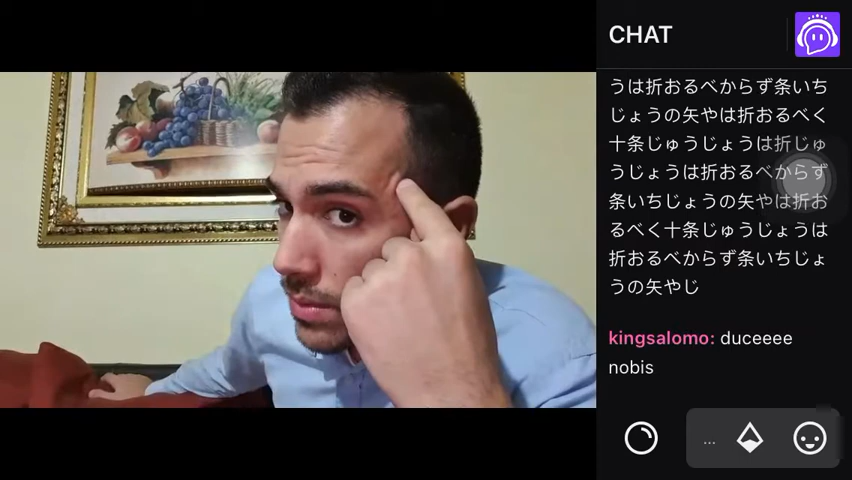 CHAT
うは折おるべからず条いち
じょうの矢やは折おるべく
十条じゅうじょうは折じゅ
うじょうは折おるべからず
条いちじょうの矢やは折お
るべく十条じゅうじょうは
折おるべからず条いちじょ
うの矢やじ
kingsalomo: duceeee
nobis
...